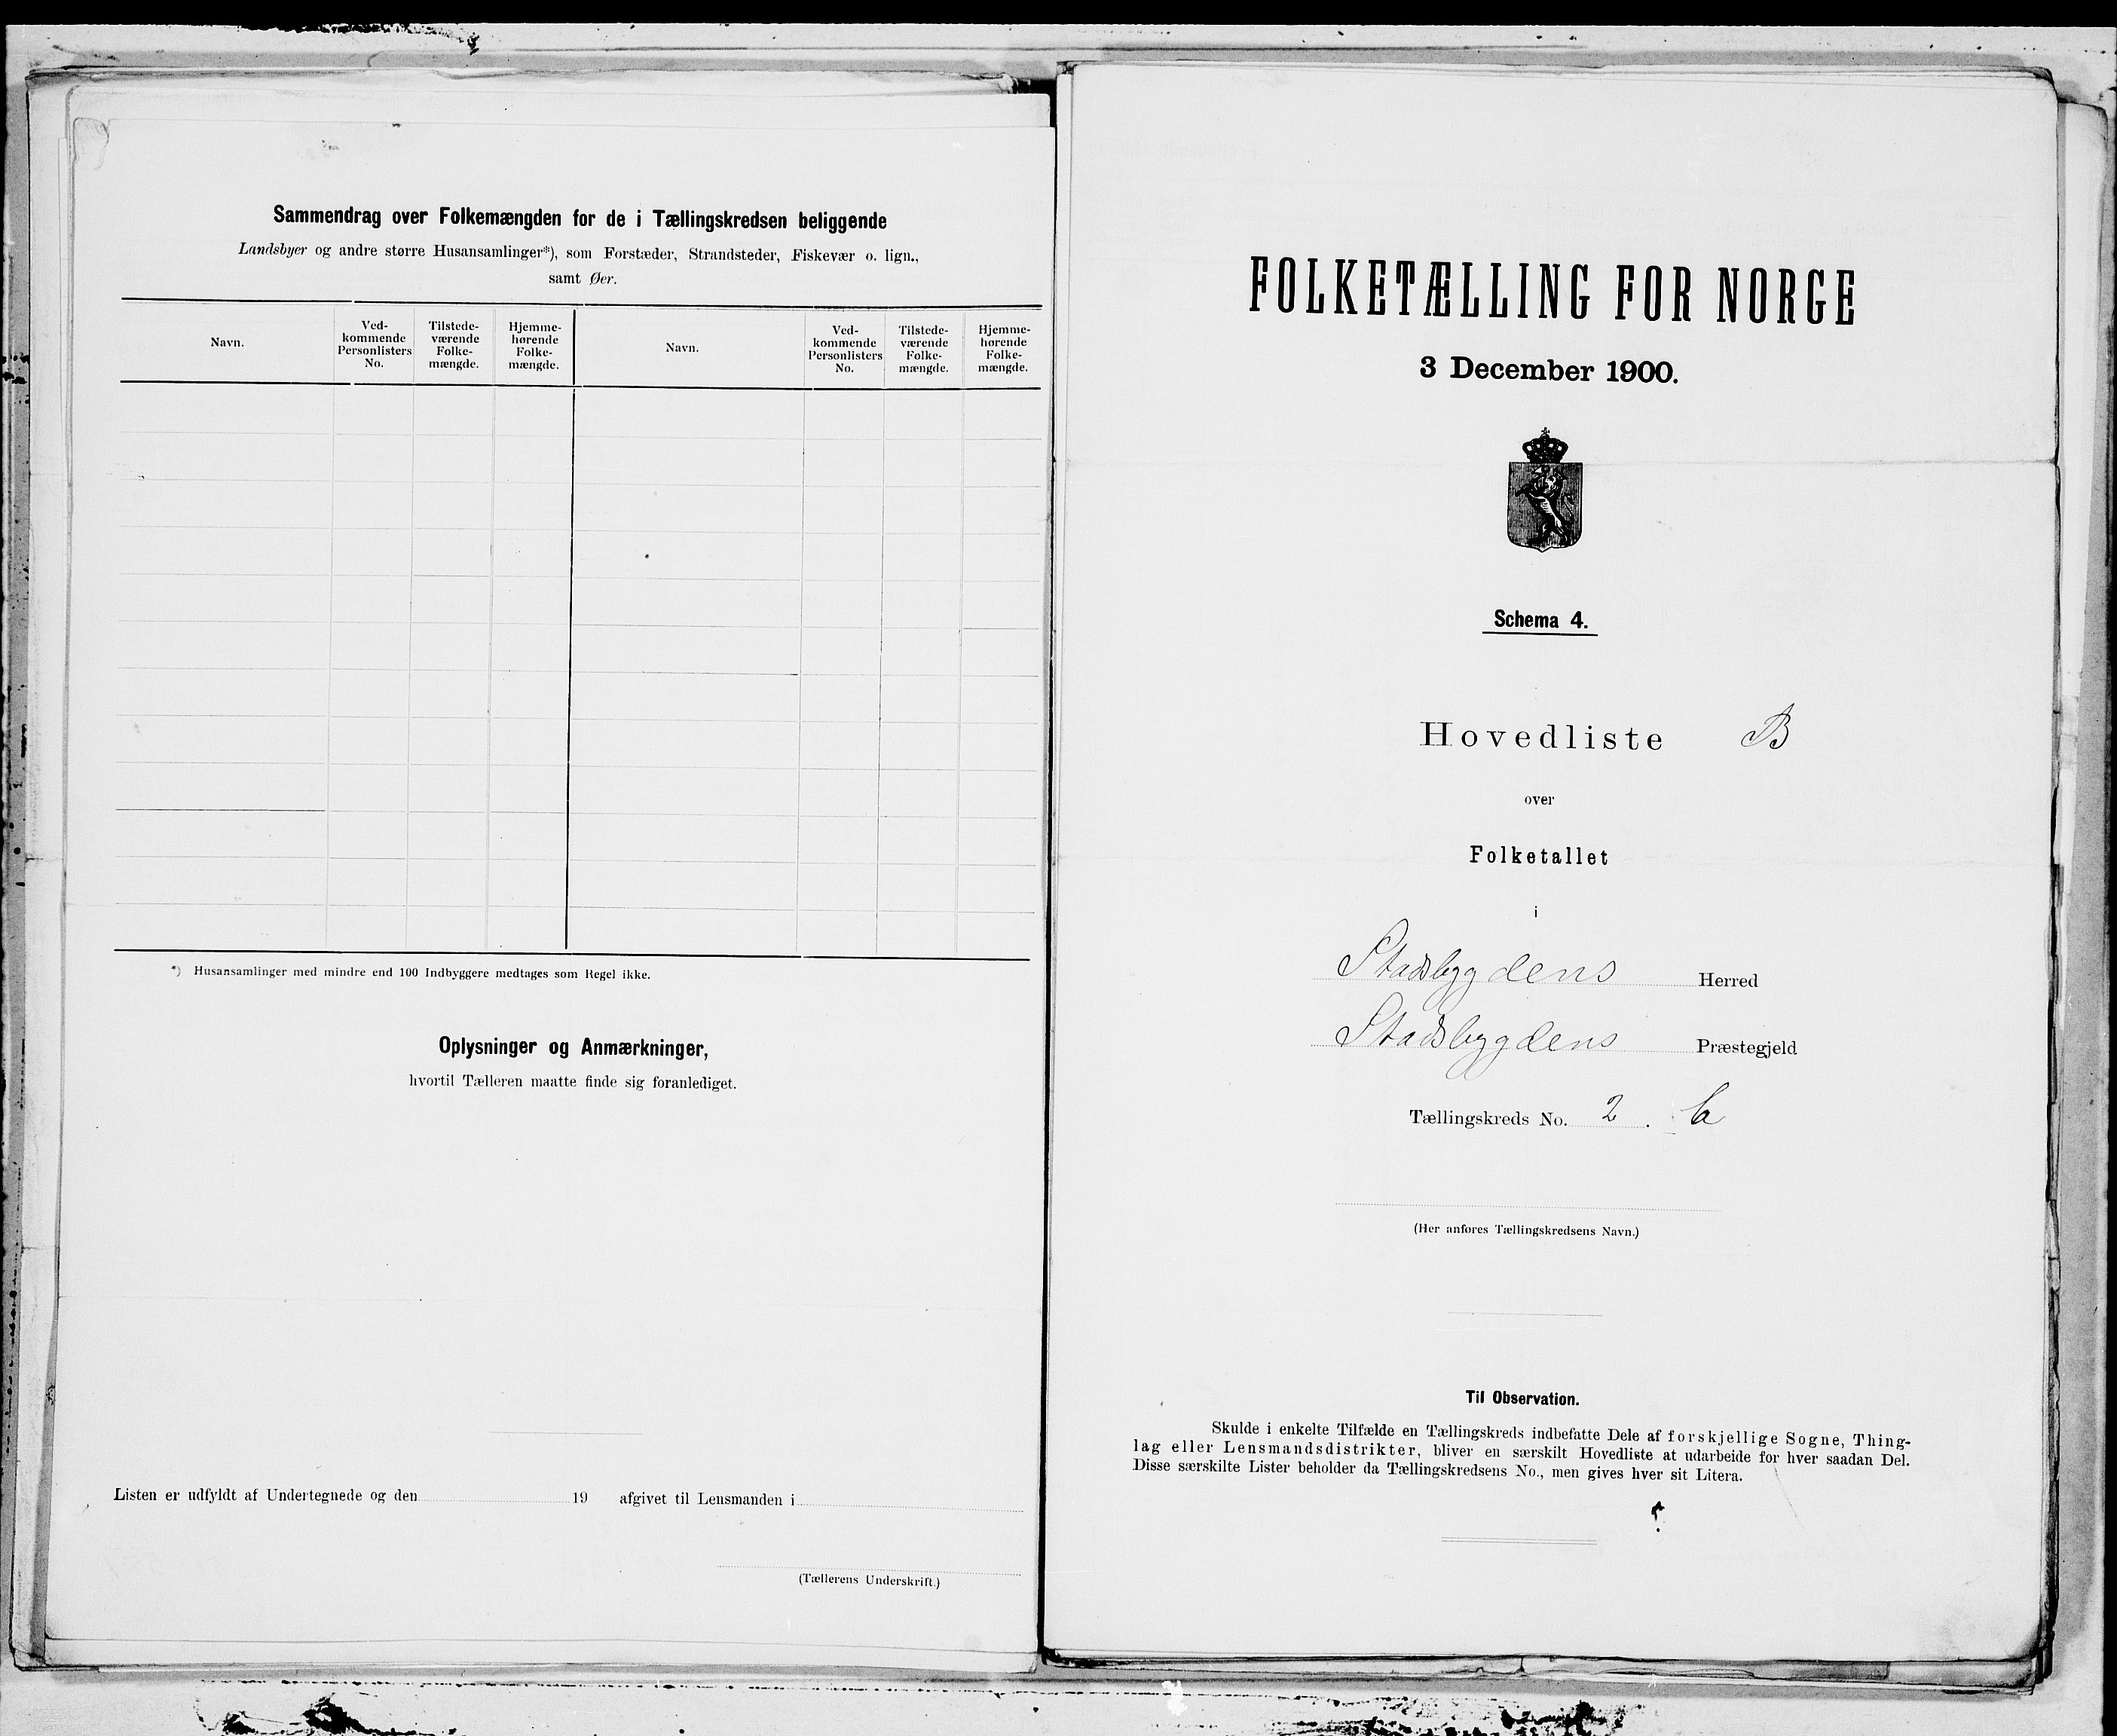 Sammendrag over Folkemængden for de i Tællingskredsen beliggende
Landsbyer og andre større Husansamlinger*), som Forstæder, Strandsteder, Fiskevær o. lign.,
samt Øer.
Navn.
Ved-
kommende
Personlisters
No.
Tilstede-
værende
Folke-
mængde.
Hjemme-
hørende
Folke-
mængde.
Navn.
Ved-
kommende
Personlisters
No.
Tilstede-
værende
Folke-
mængde.
Hjemme-
hørende
Folke-
mængde.
*) Husansamlinger med mindre end 100 Indbyggere medtages som Regel ikke.
Oplysninger og Anmærkninger,
hvortil Tælleren maatte finde sig foranlediget.
Listen er udfyldt af Undertegnede og den 19 afgivet til Lensmanden i
(Tællerens Underskrift.)
FOLKETÆLLING FOR NORGE
3 December 1900.
Schema 4.
Hovedliste B
over
Folketallet
i
Stadsbygdens Herred
Stadsbygdens Præstegjeld
Tællingskreds No. 2.
(Her anføres Tællingskredsens Navn.)
Til Observation.
Skulde i enkelte Tilfælde en Tællingskreds indbefatte Dele af forskjellige Sogne, Thing-
lag eller Lensmandsdistrikter, bliver en særskilt Hovedliste at udarbeide for hver saadan Del.
Disse særskilte Lister beholder da Tællingskredsens No., men gives hver sit Litera.